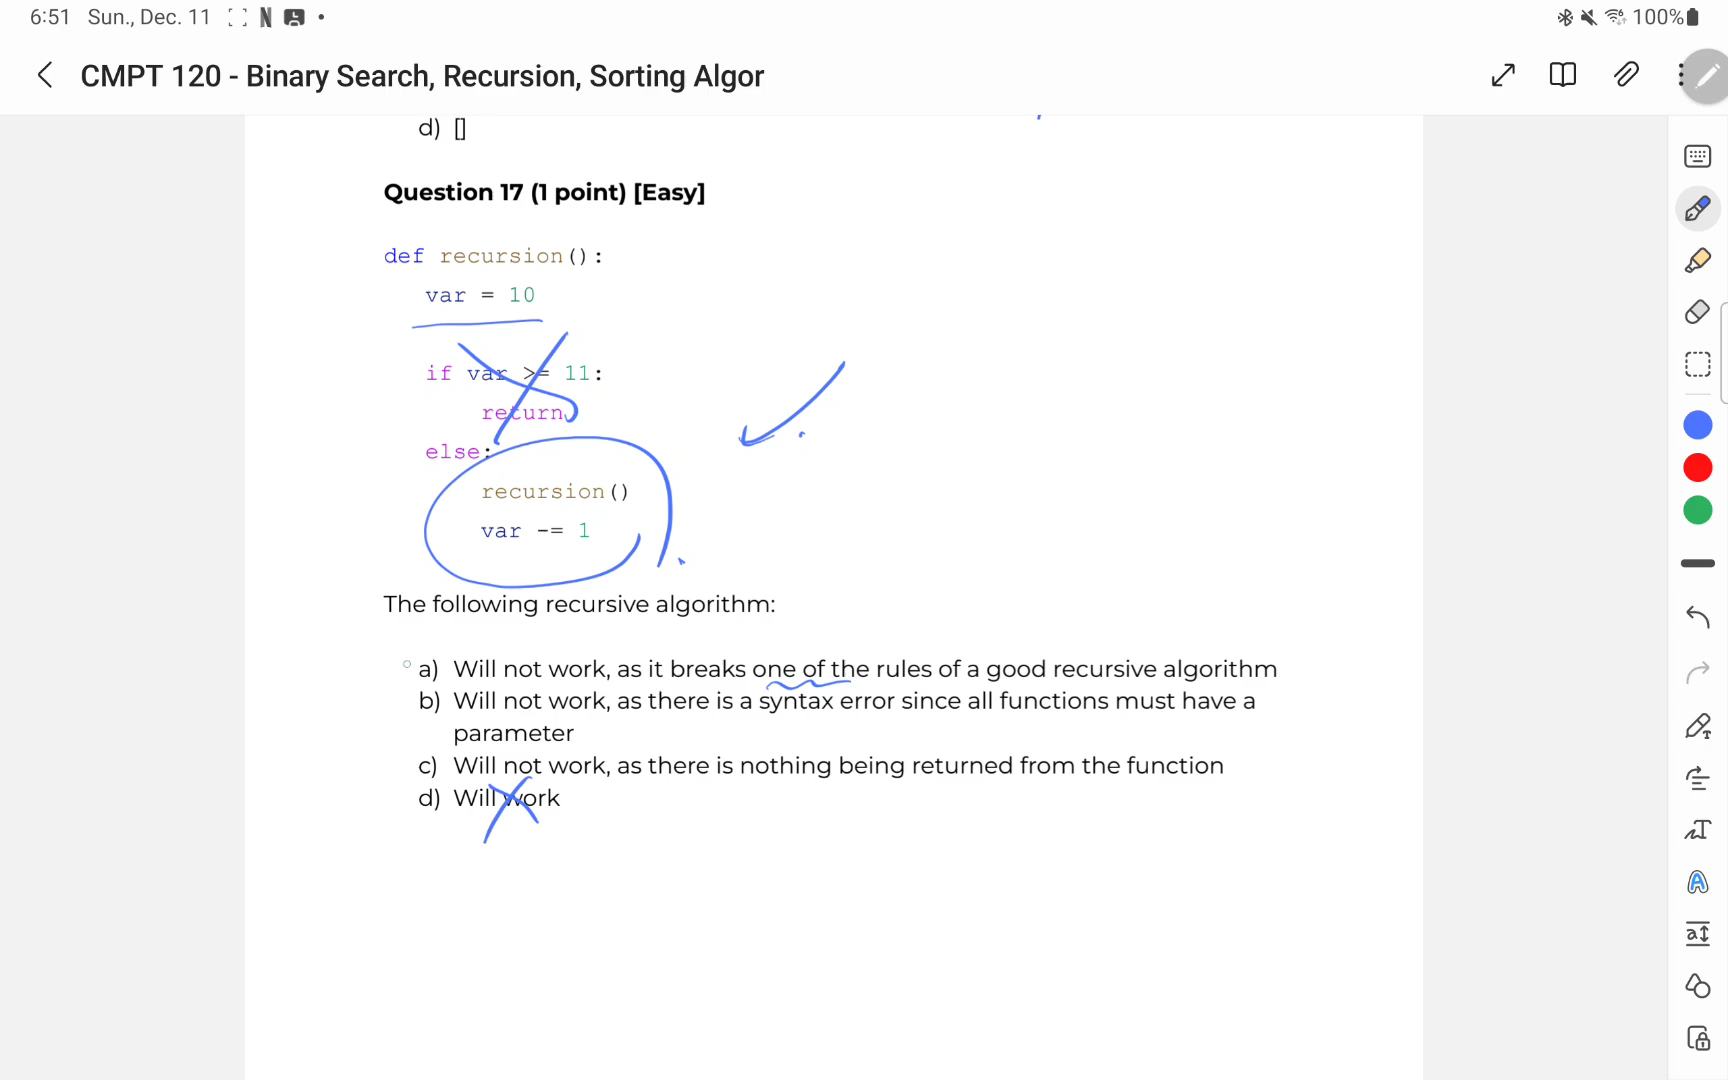 6:51 Sun., Dec. 11 N 100%
CMPT 120 - Binary Search, Recursion, Sorting Algor
d) []
Question 17 (1 point) [Easy]
def recursion():
var = 10
if var >= 11:
return
else:
recursion()
var -= 1
The following recursive algorithm:
a) Will not work, as it breaks one of the rules of a good recursive algorithm
b) Will not work, as there is a syntax error since all functions must have a
parameter
c) Will not work, as there is nothing being returned from the function
d) Will work